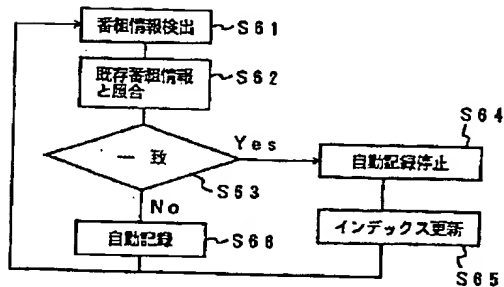 番組情報検出
S61
既存番組情報
と照合
S62
一致
S63
Yes
No
自動記録停止
S64
インデックス更新
S65
自動記録
S66